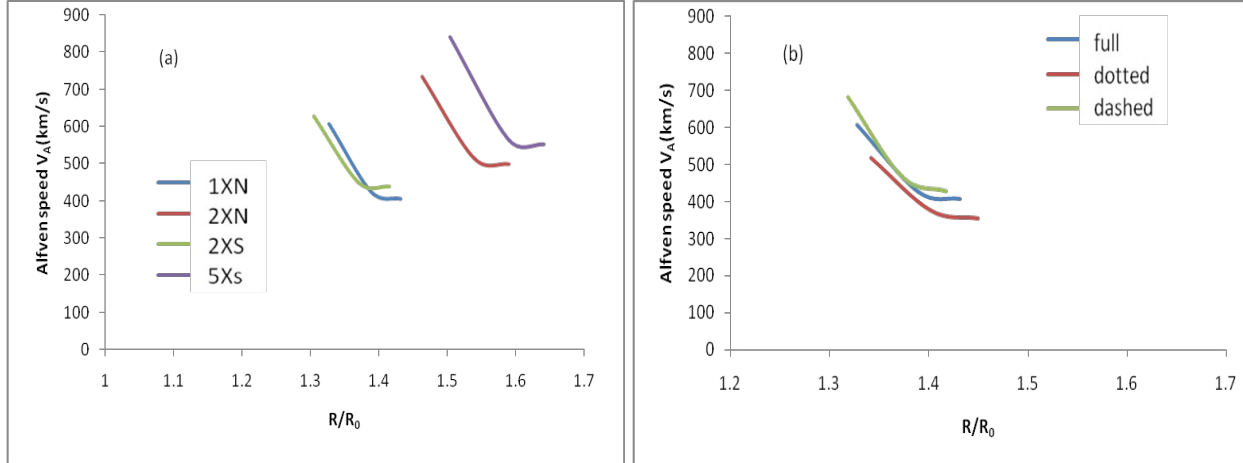 900
800
700
600
500
400
300
200
100
0
Alfven speed V_A(km/s)
(a)
1XN
2XN
2XS
5Xs
1 1.1 1.2 1.3 1.4 1.5 1.6 1.7
R/R₀
900
800
700
600
500
400
300
200
100
0
Alfven speed V_A(km/s)
(b)
full
dotted
dashed
1.2 1.3 1.4 1.5 1.6 1.7
R/R₀